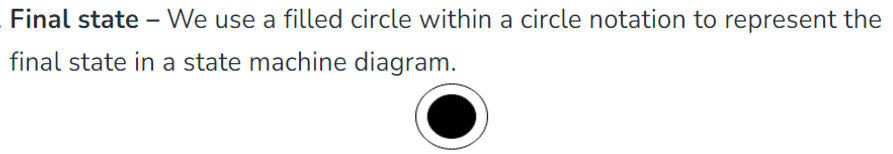 Final state – We use a filled circle within a circle notation to represent the
final state in a state machine diagram.